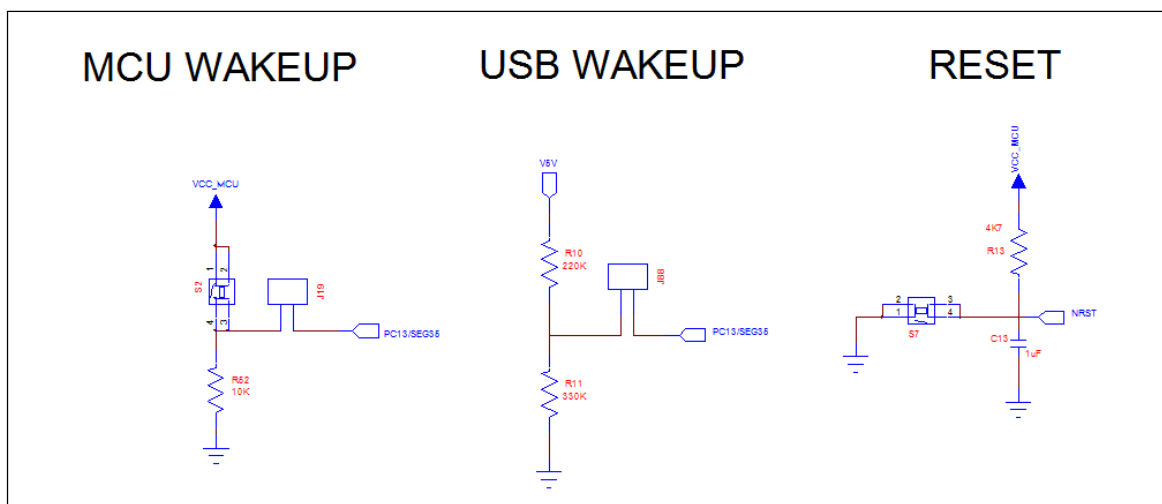 MCU WAKEUP
USB WAKEUP
RESET
VCC_MCU
1
2
S2
4
3
J19
PC13/SEG35
R52
10K
V5V
R10
220K
J88
PC13/SEG35
R11
330K
VCC_MCU
4K7
R13
2
3
1
4
S7
NRST
C13
1uF